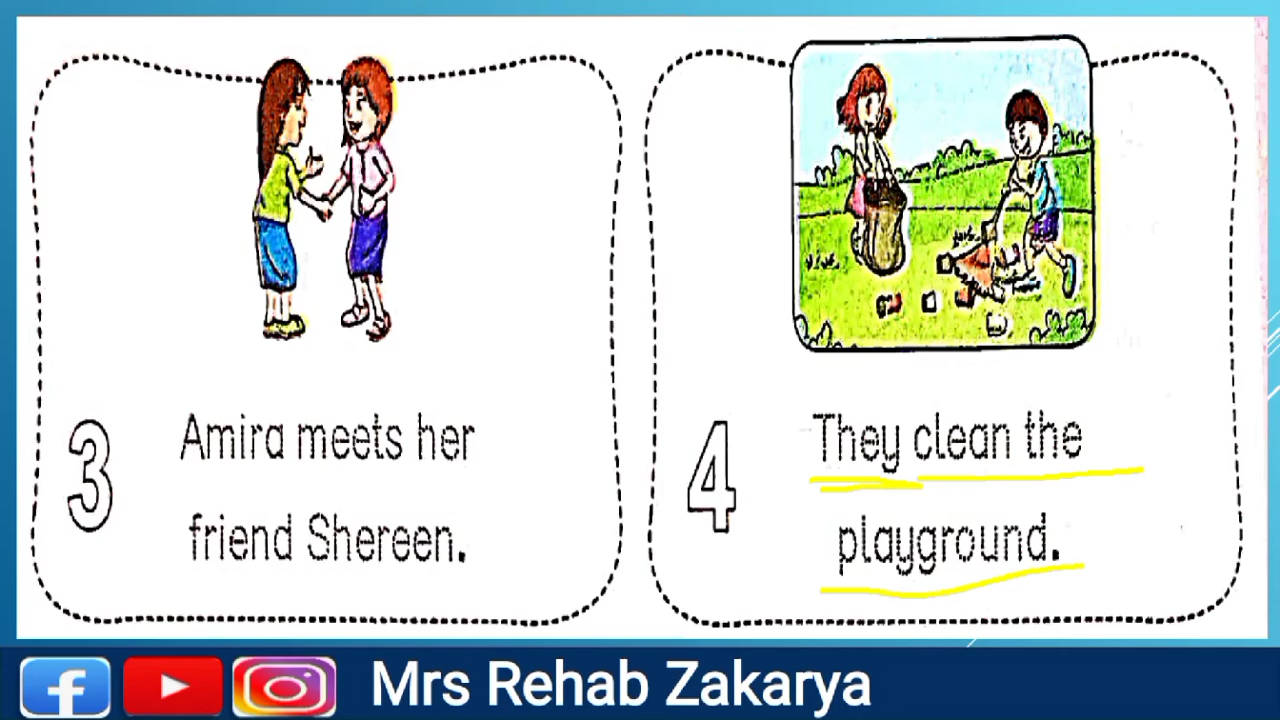 3
Amira meets her
friend Shereen.
4
They clean the
playground.
Mrs Rehab Zakarya